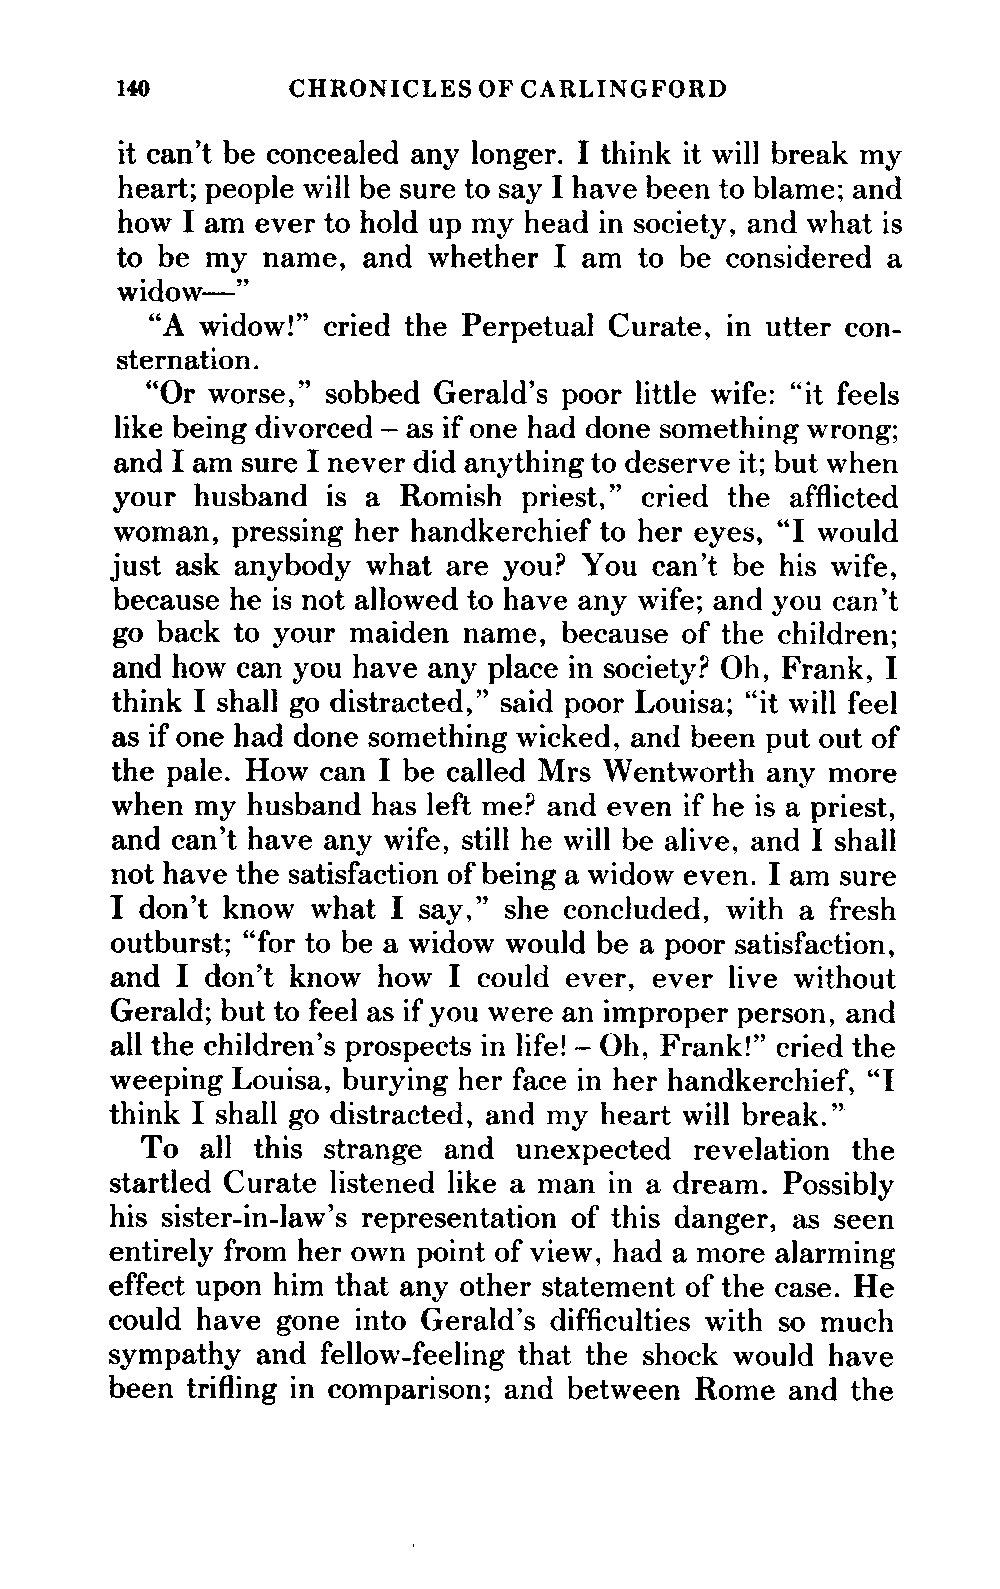 140 CHRONICLES OF CARLINGFORD
it can't be concealed any longer. I think it will break my
heart; people will be sure to say I have been to blame; and
how I am ever to hold up my head in society, and what is
to be my name, and whether I am to be considered a
widow—”
“A widow!” cried the Perpetual Curate, in utter con-
sternation.
“Or worse,” sobbed Gerald's poor little wife: “it feels
like being divorced – as if one had done something wrong;
and I am sure I never did anything to deserve it; but when
your husband is a Romish priest,” cried the afflicted
woman, pressing her handkerchief to her eyes, “I would
just ask anybody what are you? You can't be his wife,
because he is not allowed to have any wife; and you can't
go back to your maiden name, because of the children;
and how can you have any place in society? Oh, Frank, I
think I shall go distracted,” said poor Louisa; “it will feel
as if one had done something wicked, and been put out of
the pale. How can I be called Mrs Wentworth any more
when my husband has left me? and even if he is a priest,
and can't have any wife, still he will be alive, and I shall
not have the satisfaction of being a widow even. I am sure
I don't know what I say,” she concluded, with a fresh
outburst; “for to be a widow would be a poor satisfaction,
and I don't know how I could ever, ever live without
Gerald; but to feel as if you were an improper person, and
all the children's prospects in life! – Oh, Frank!” cried the
weeping Louisa, burying her face in her handkerchief, “I
think I shall go distracted, and my heart will break.”
To all this strange and unexpected revelation the
startled Curate listened like a man in a dream. Possibly
his sister-in-law's representation of this danger, as seen
entirely from her own point of view, had a more alarming
effect upon him that any other statement of the case. He
could have gone into Gerald's difficulties with so much
sympathy and fellow-feeling that the shock would have
been trifling in comparison; and between Rome and the